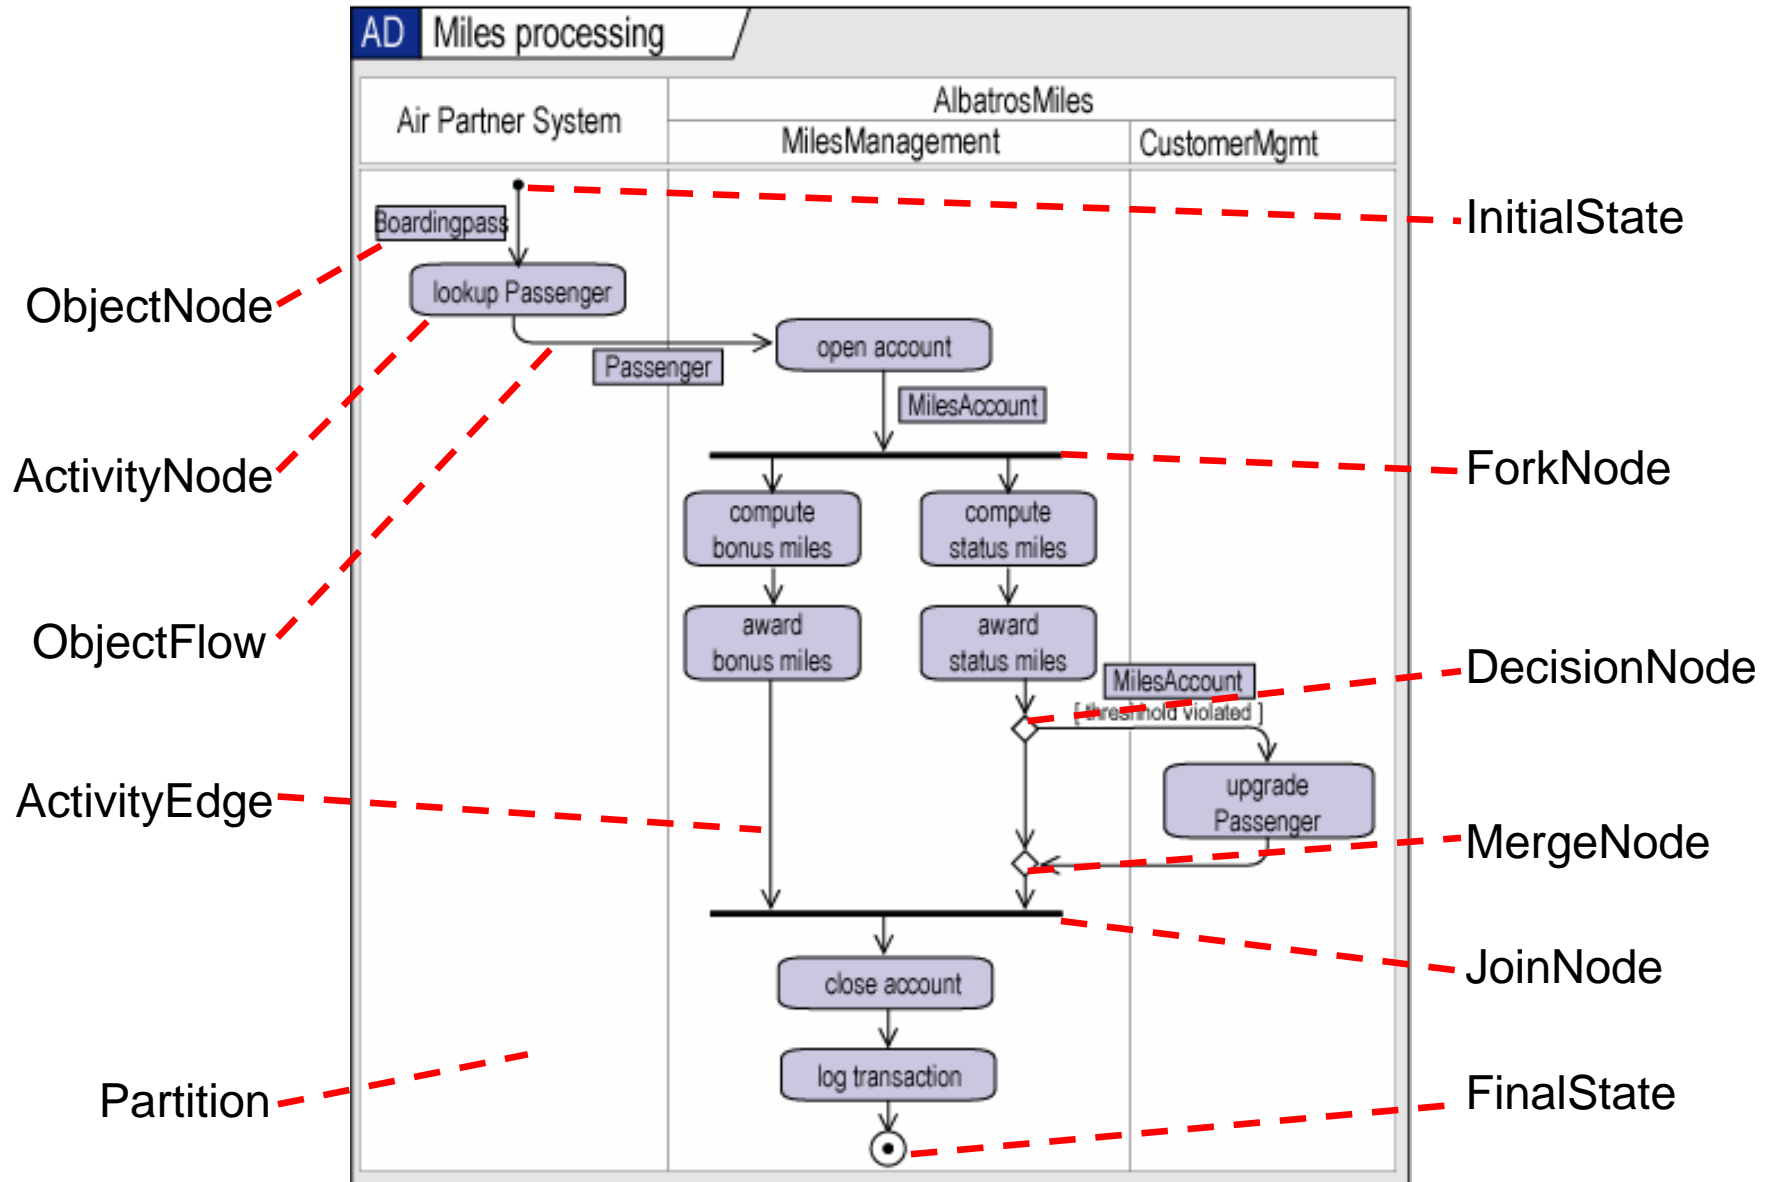 AD Miles processing
Air Partner System
AlbatrosMiles
MilesManagement
CustomerMgmt
Boardingpass
InitialState
lookup Passenger
ObjectNode
open account
Passenger
MilesAccount
ActivityNode
ForkNode
compute
bonus miles
compute
status miles
ObjectFlow
award
bonus miles
award
status miles
MilesAccount
DecisionNode
[ threshhold violated ]
ActivityEdge
upgrade
Passenger
MergeNode
JoinNode
close account
log transaction
Partition
FinalState